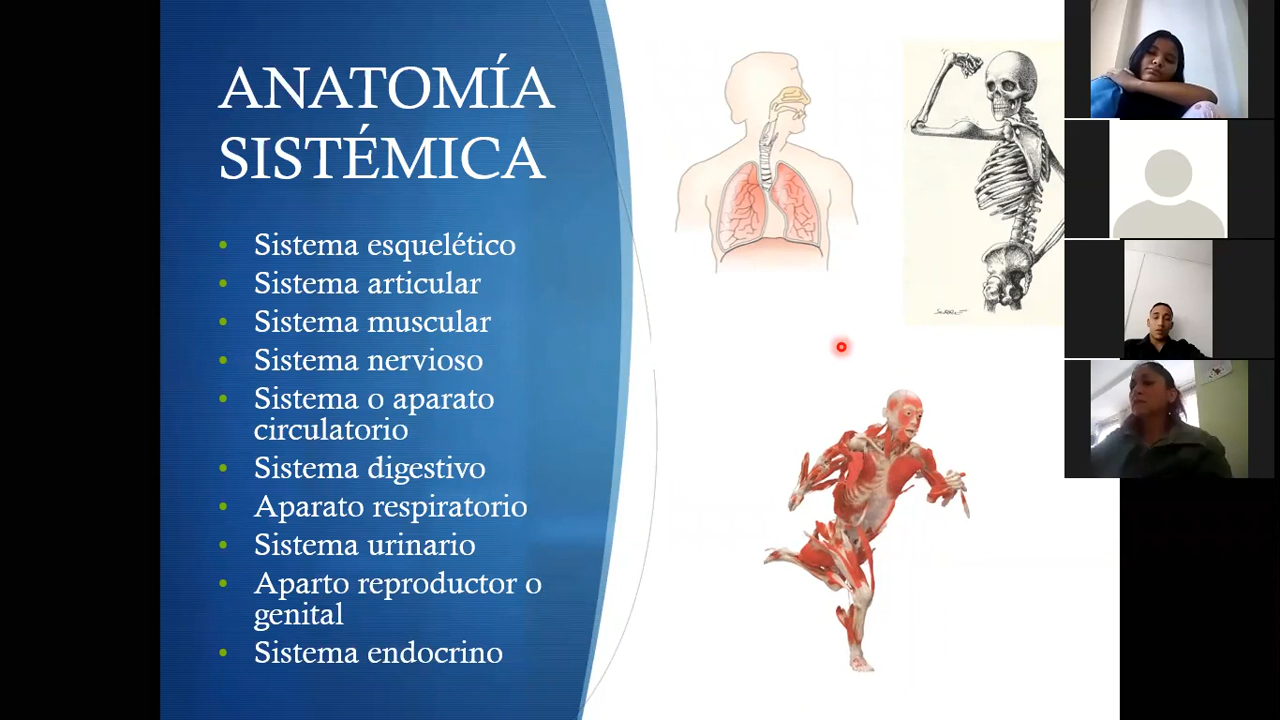 ANATOMÍA
SISTÉMICA
Sistema esquelético
Sistema articular
Sistema muscular
Sistema nervioso
Sistema o aparato
circulatorio
Sistema digestivo
Aparato respiratorio
Sistema urinario
Aparto reproductor o
genital
Sistema endocrino